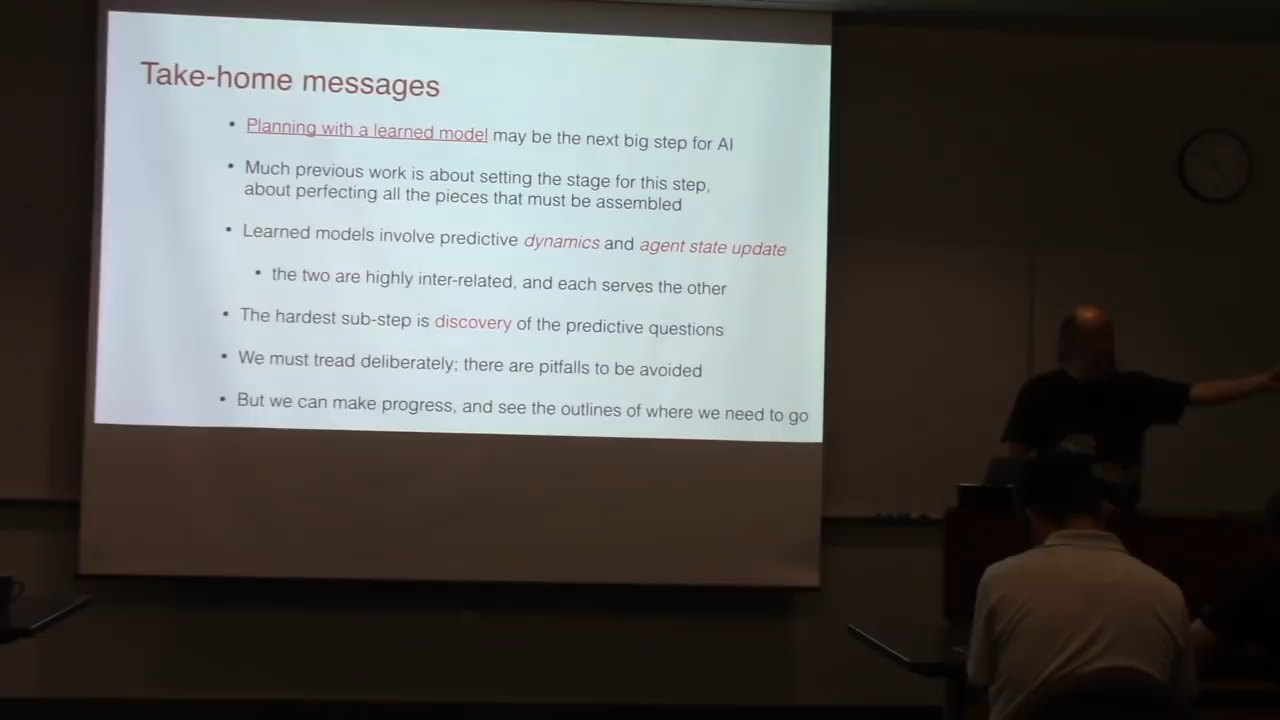 Take-home messages
• Planning with a learned model may be the next big step for AI
• Much previous work is about setting the stage for this step,
about perfecting all the pieces that must be assembled
• Learned models involve predictive dynamics and agent state update
• the two are highly inter-related, and each serves the other
• The hardest sub-step is discovery of the predictive questions
• We must tread deliberately; there are pitfalls to be avoided
• But we can make progress, and see the outlines of where we need to go